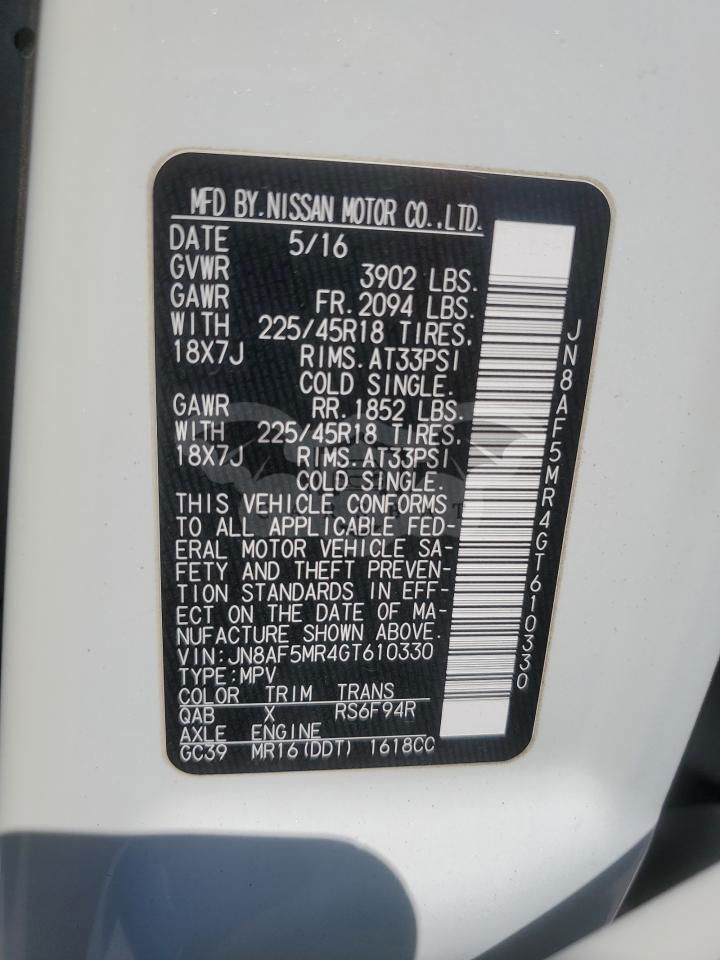 MFD BY.NISSAN MOTOR CO.,LTD.
DATE 5/16
GVWR 3902 LBS.
GAWR FR.2094 LBS.
WITH 225/45R18 TIRES.
18X7J RIMS.AT33PSI
COLD SINGLE.
GAWR RR.1852 LBS.
WITH 225/45R18 TIRES.
18X7J RIMS.AT33PSI
COLD SINGLE.
THIS VEHICLE CONFORMS
TO ALL APPLICABLE FED-
ERAL MOTOR VEHICLE SA-
FETY AND THEFT PREVEN-
TION STANDARDS IN EFF-
ECT ON THE DATE OF MA-
NUFACTURE SHOWN ABOVE.
VIN:JN8AF5MR4GT610330
TYPE:MPV
COLOR TRIM TRANS
QAB X RS6F94R
AXLE ENGINE
GC39 MR16(DDT) 1618CC
JN8AF5MR4GT610330